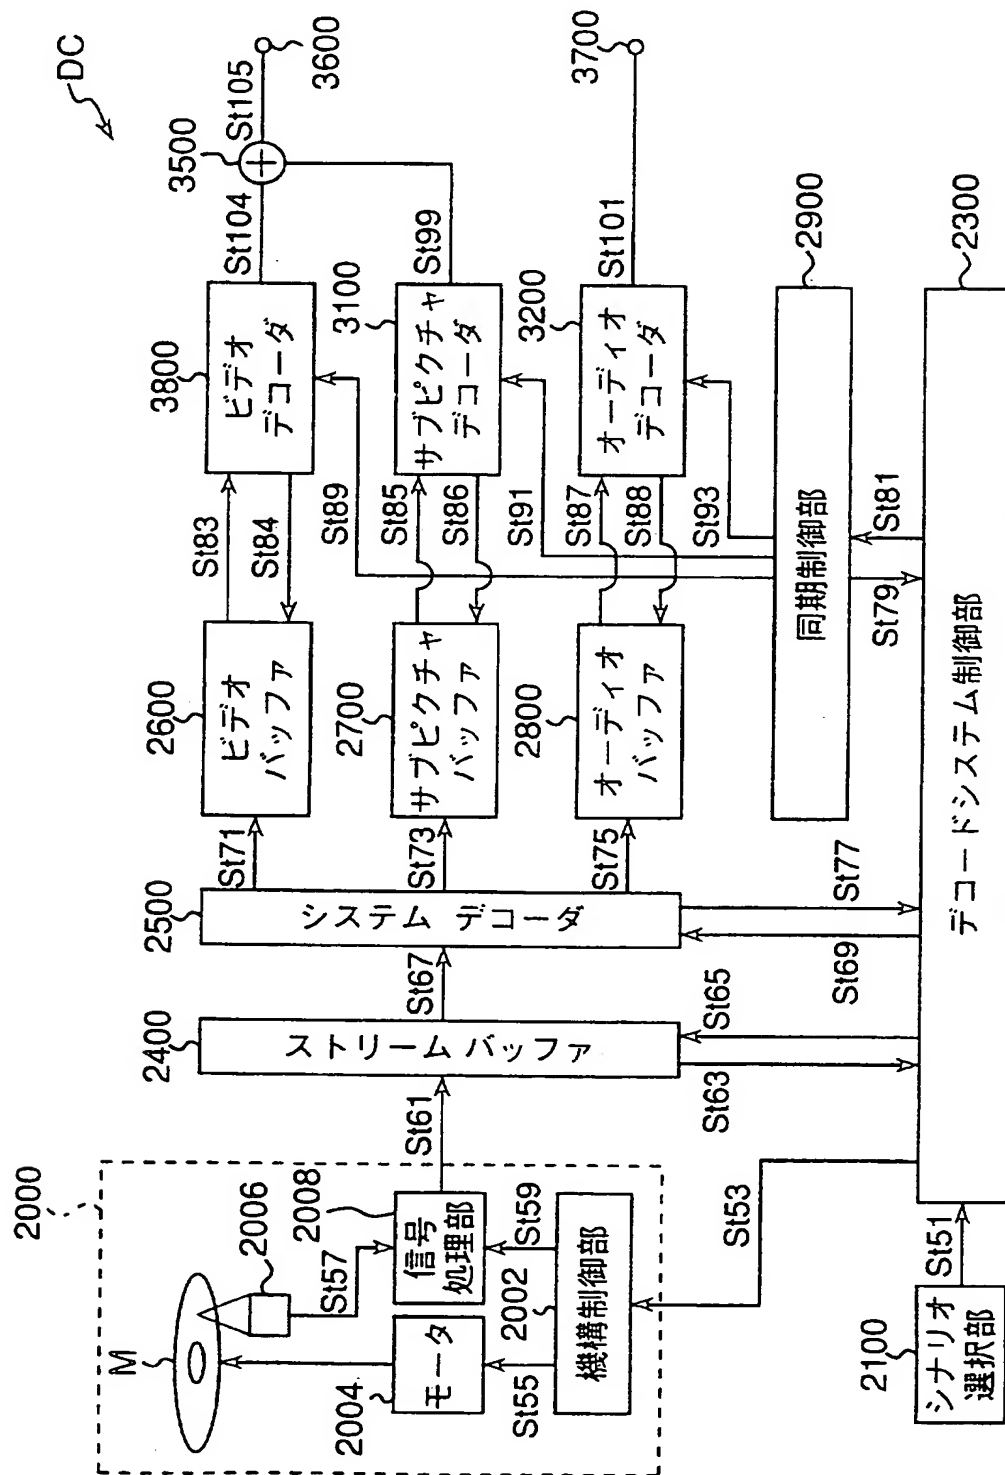 DC
2000
M
2006
2008
信号
処理部
St57
2004
モータ
St55
St59
2002
機構制御部
St61
2400
ストリーム バッファ
St67
2500
システム デコーダ
St71
St73
St75
2600
ビデオ
バッファ
2700
サブピクチャ
バッファ
2800
オーディオ
バッファ
St83
St84
St89
St85
St86
St91
St87
St88
St93
3800
ビデオ
デコーダ
3100
サブピクチャ
デコーダ
3200
オーディオ
デコーダ
St104
3500
St105
3600
St99
St101
3700
2900
同期制御部
St79
St81
St63
St65
St69
St77
St53
2300
デコードシステム制御部
2100
シナリオ
選択部
St51